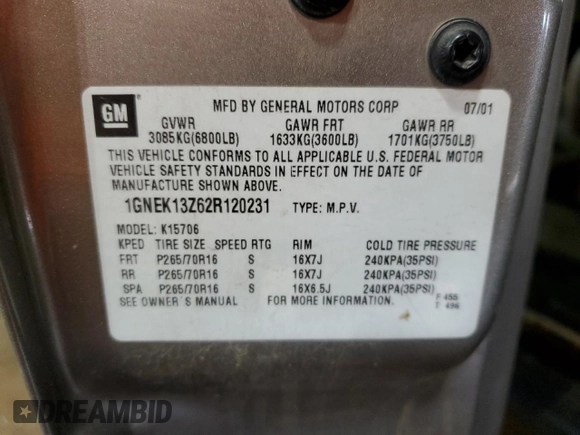 GM
MFD BY GENERAL MOTORS CORP 07/01
GVWR GAWR FRT GAWR RR
3085KG(6800LB) 1633KG(3600LB) 1701KG(3750LB)
THIS VEHICLE CONFORMS TO ALL APPLICABLE U.S. FEDERAL MOTOR
VEHICLE SAFETY STANDARDS IN EFFECT ON THE DATE OF
MANUFACTURE SHOWN ABOVE.
1GNEK13Z62R120231 TYPE: M.P.V.
MODEL: K15706
KPED TIRE SIZE SPEED RTG RIM COLD TIRE PRESSURE
FRT P265/70R16 S 16X7J 240KPA(35PSI)
RR P265/70R16 S 16X7J 240KPA(35PSI)
SPA P265/70R16 S 16X6.5J 240KPA(35PSI)
SEE OWNER'S MANUAL FOR MORE INFORMATION.
F 455
T 496
DREAMBID